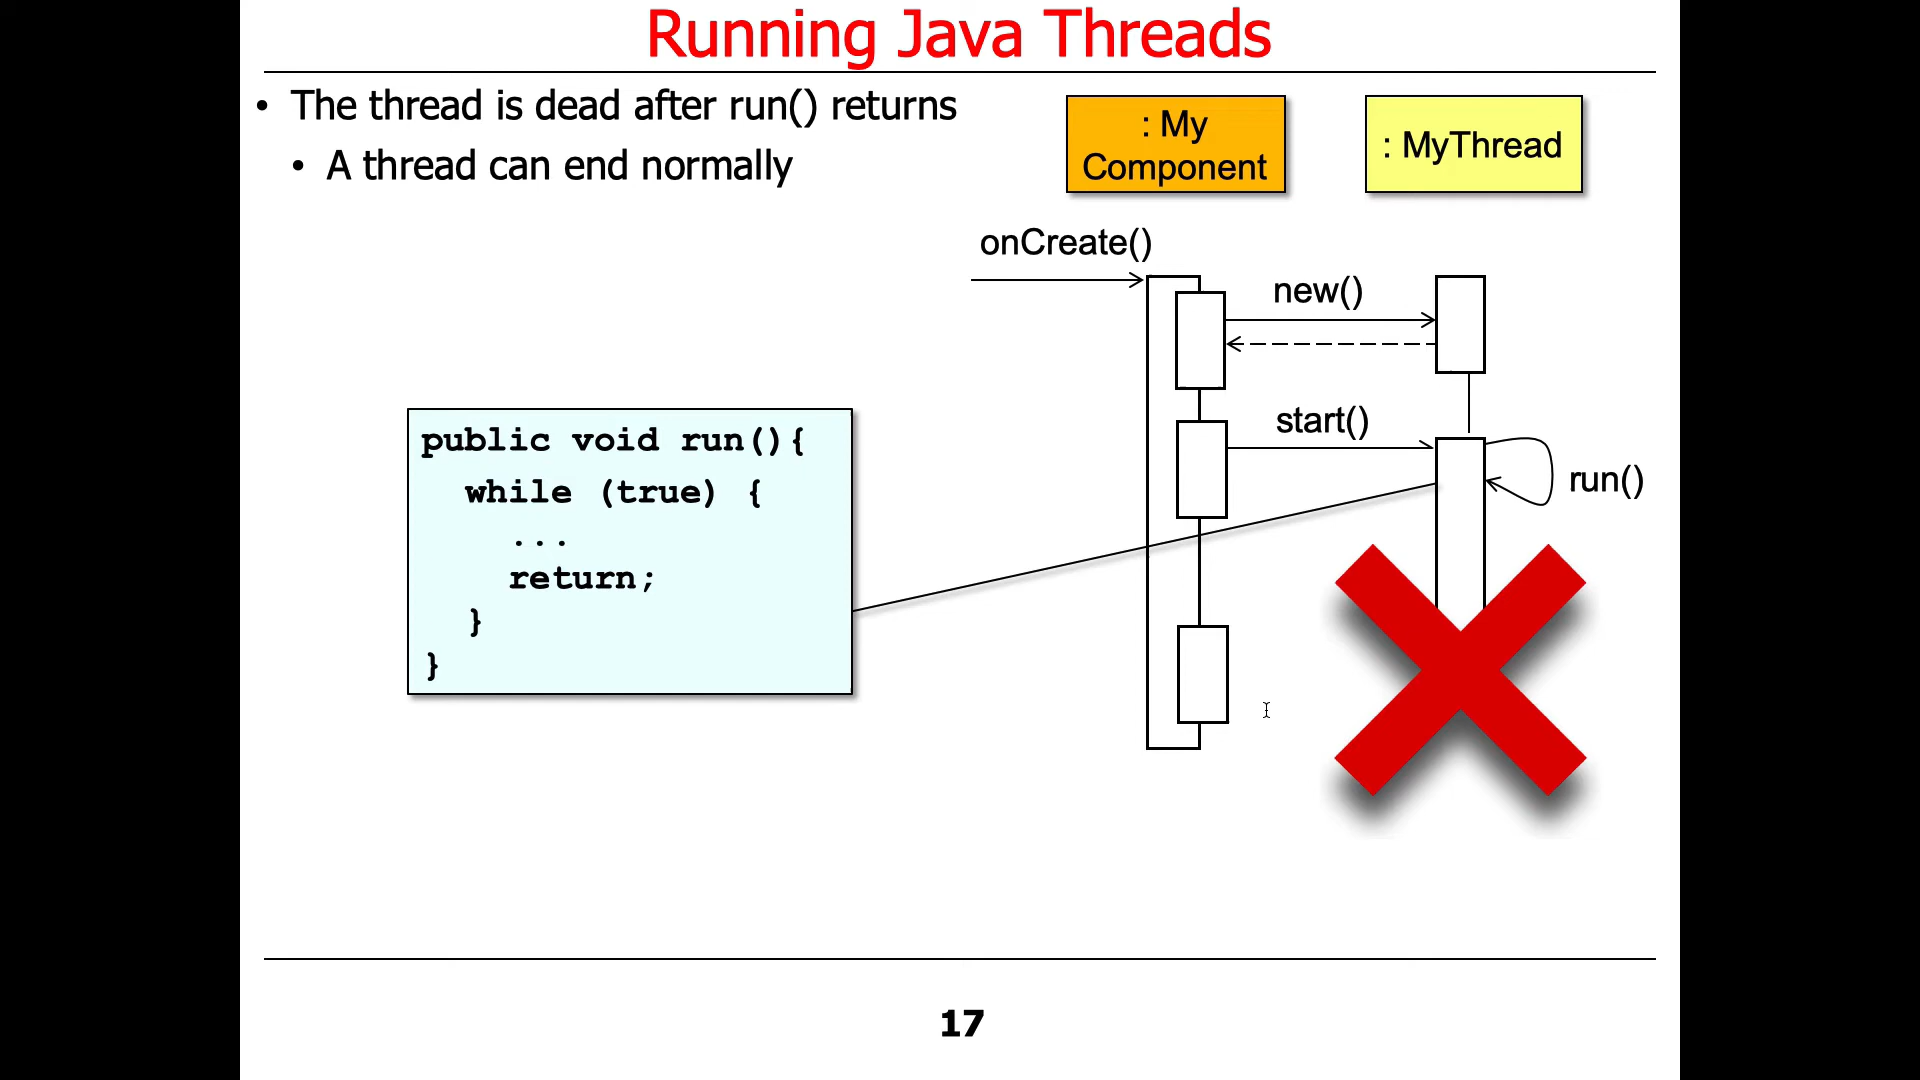 Running Java Threads
• The thread is dead after run() returns
• A thread can end normally
: My
Component
: MyThread
onCreate()
new()
start()
run()
public void run(){
while (true) {
...
return;
}
}
17